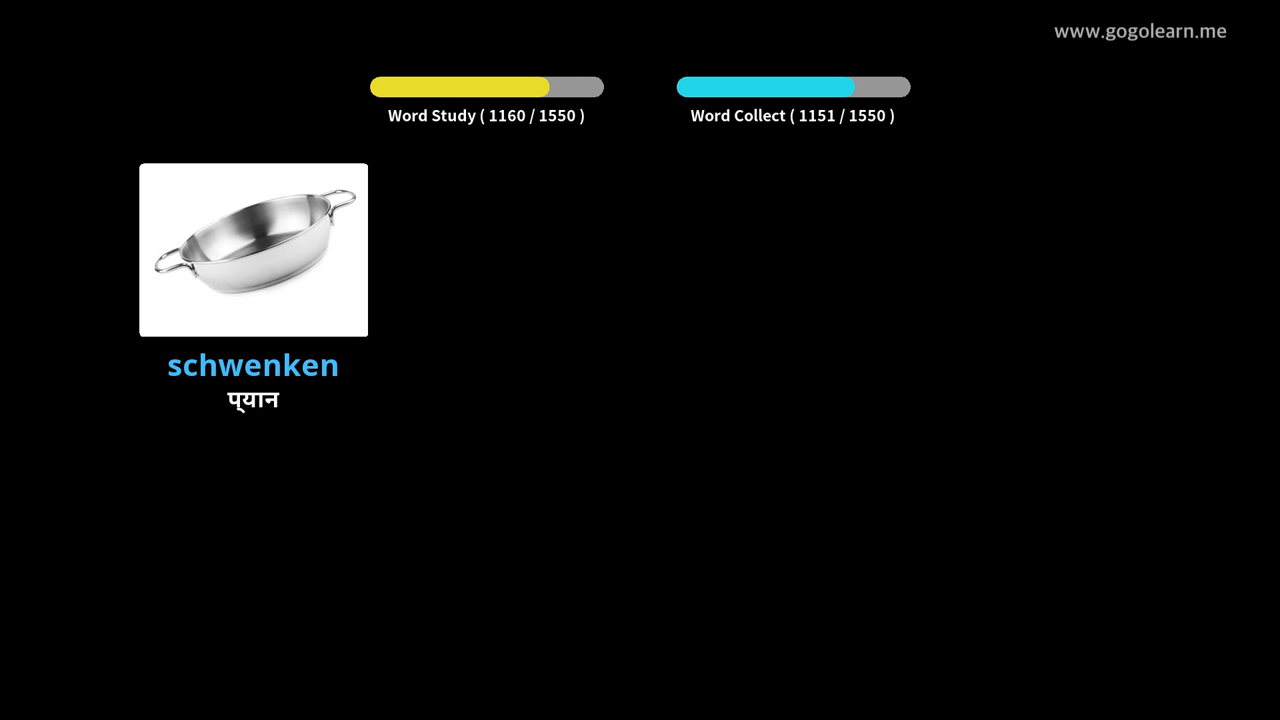 www.gogolearn.me
Word Study ( 1160 / 1550 )
Word Collect ( 1151 / 1550 )
schwenken
प्यान